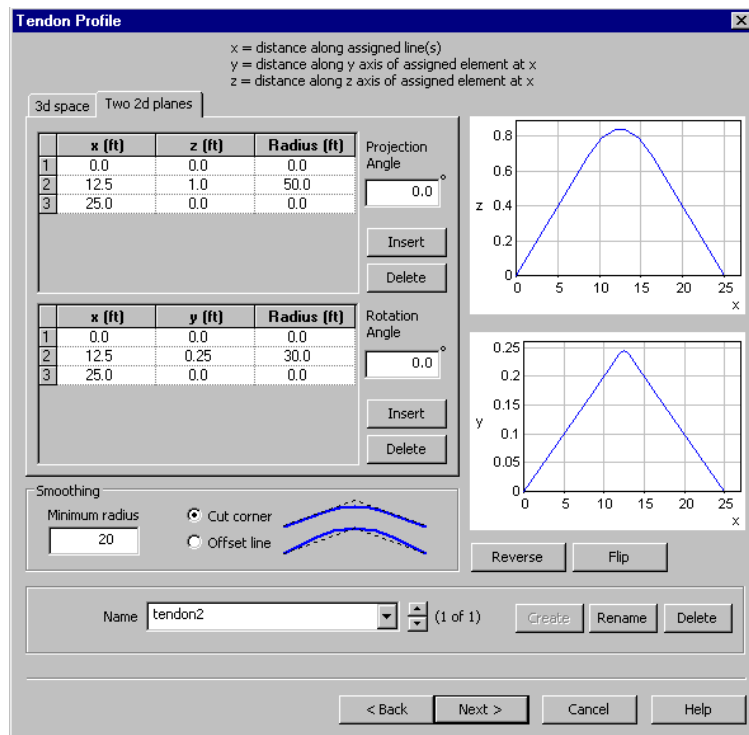 Tendon Profile
x = distance along assigned line(s)
y = distance along y axis of assigned element at x
z = distance along z axis of assigned element at x
3d space Two 2d planes
x (ft) z (ft) Radius (ft)
1 0.0 0.0 0.0
2 12.5 1.0 50.0
3 25.0 0.0 0.0
Projection
Angle
0.0 °
Insert
Delete
x (ft) y (ft) Radius (ft)
1 0.0 0.0 0.0
2 12.5 0.25 30.0
3 25.0 0.0 0.0
Rotation
Angle
0.0 °
Insert
Delete
0.8
0.6
z 0.4
0.2
0
0 5 10 15 20 25
x
0.25
0.2
0.15
y
0.1
0.05
0
0 5 10 15 20 25
x
Smoothing
Minimum radius
20
Cut corner
Offset line
Reverse Flip
Name tendon2 (1 of 1) Create Rename Delete
< Back Next > Cancel Help